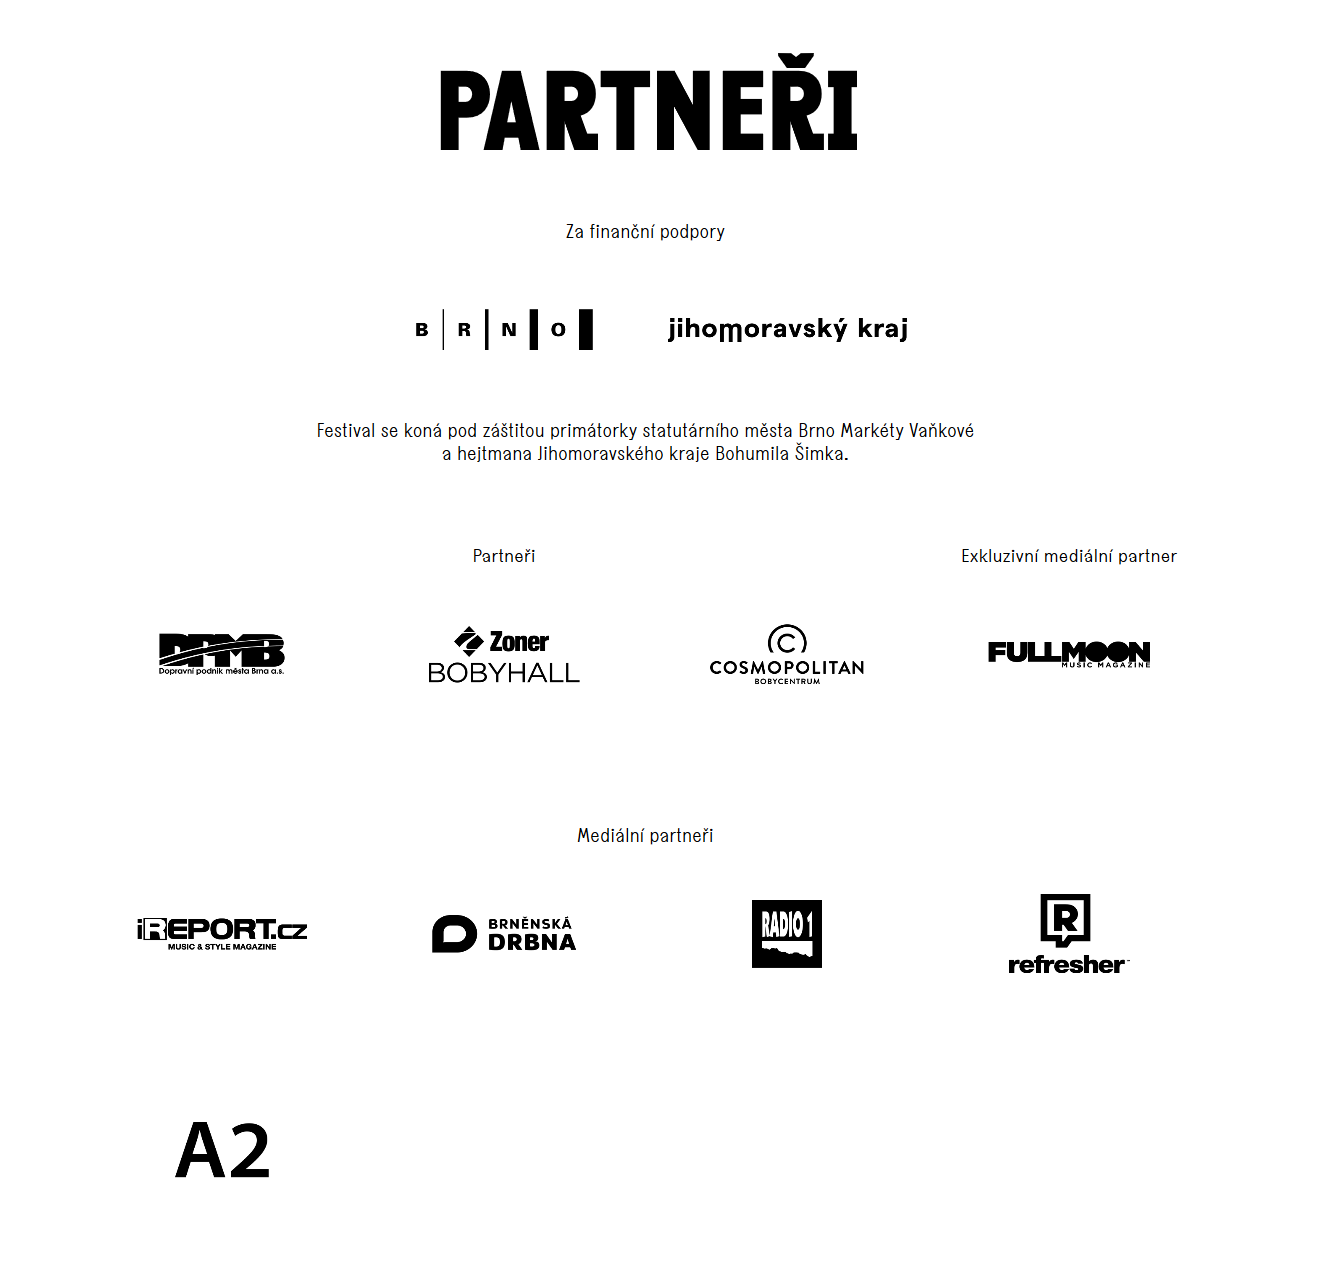 PARTNEŘI
Za finanční podpory
BRNO
jihomoravský kraj
Festival se koná pod záštitou primátorky statutárního města Brno Markéty Vaňkové
a hejtmana Jihomoravského kraje Bohumila Šimka.
Partneři
Exkluzivní mediální partner
DPMB
Dopravní podnik města Brna a.s.
Zoner
BOBYHALL
C
COSMOPOLITAN
BOBYCENTRUM
FULLMOON
MUSIC MAGAZINE
Mediální partneři
iREPORT.cz
MUSIC & STYLE MAGAZINE
BRNĚNSKÁ
DRBNA
RADIO 1
R
refresher™
A2